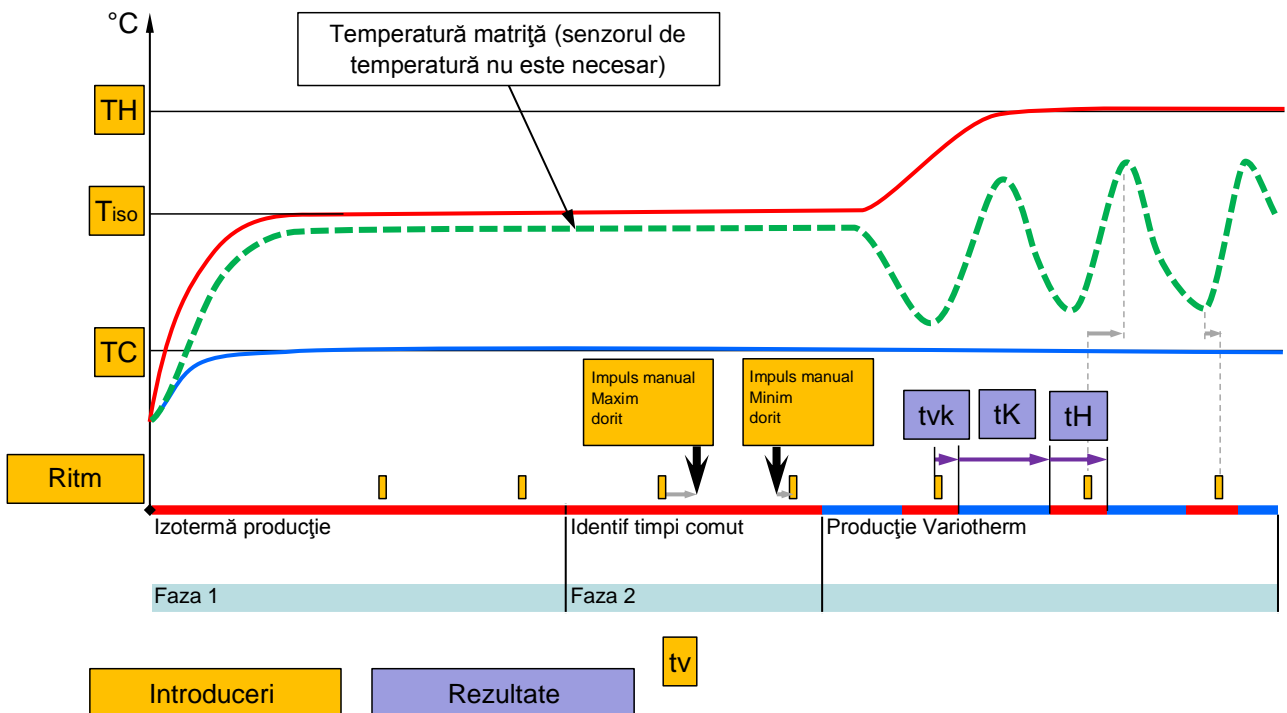 °C
Temperatură matriţă (senzorul de
temperatură nu este necesar)
TH
Tiso
TC
Impuls manual
Maxim
dorit
Impuls manual
Minim
dorit
tvk
tK
tH
Ritm
Izotermă producţie
Identif timpi comut
Producţie Variotherm
Faza 1
Faza 2
tv
Introduceri
Rezultate